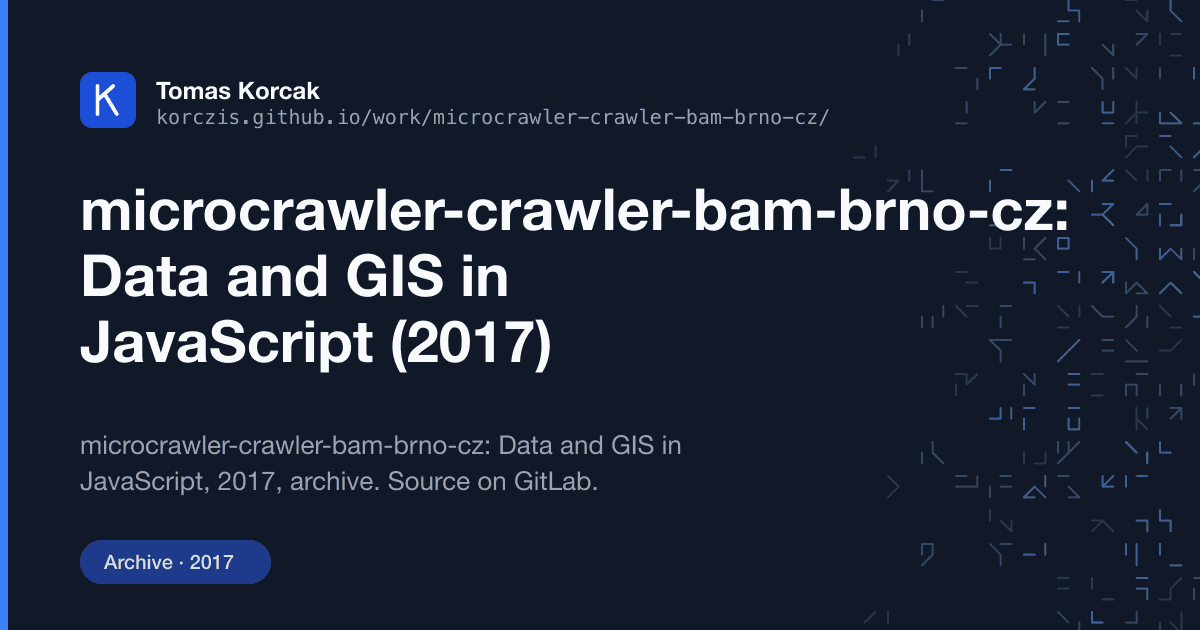 K
Tomas Korcak
korczis.github.io/work/microcrawler-crawler-bam-brno-cz/
microcrawler-crawler-bam-brno-cz:
Data and GIS in
JavaScript (2017)
microcrawler-crawler-bam-brno-cz: Data and GIS in
JavaScript, 2017, archive. Source on GitLab.
Archive · 2017